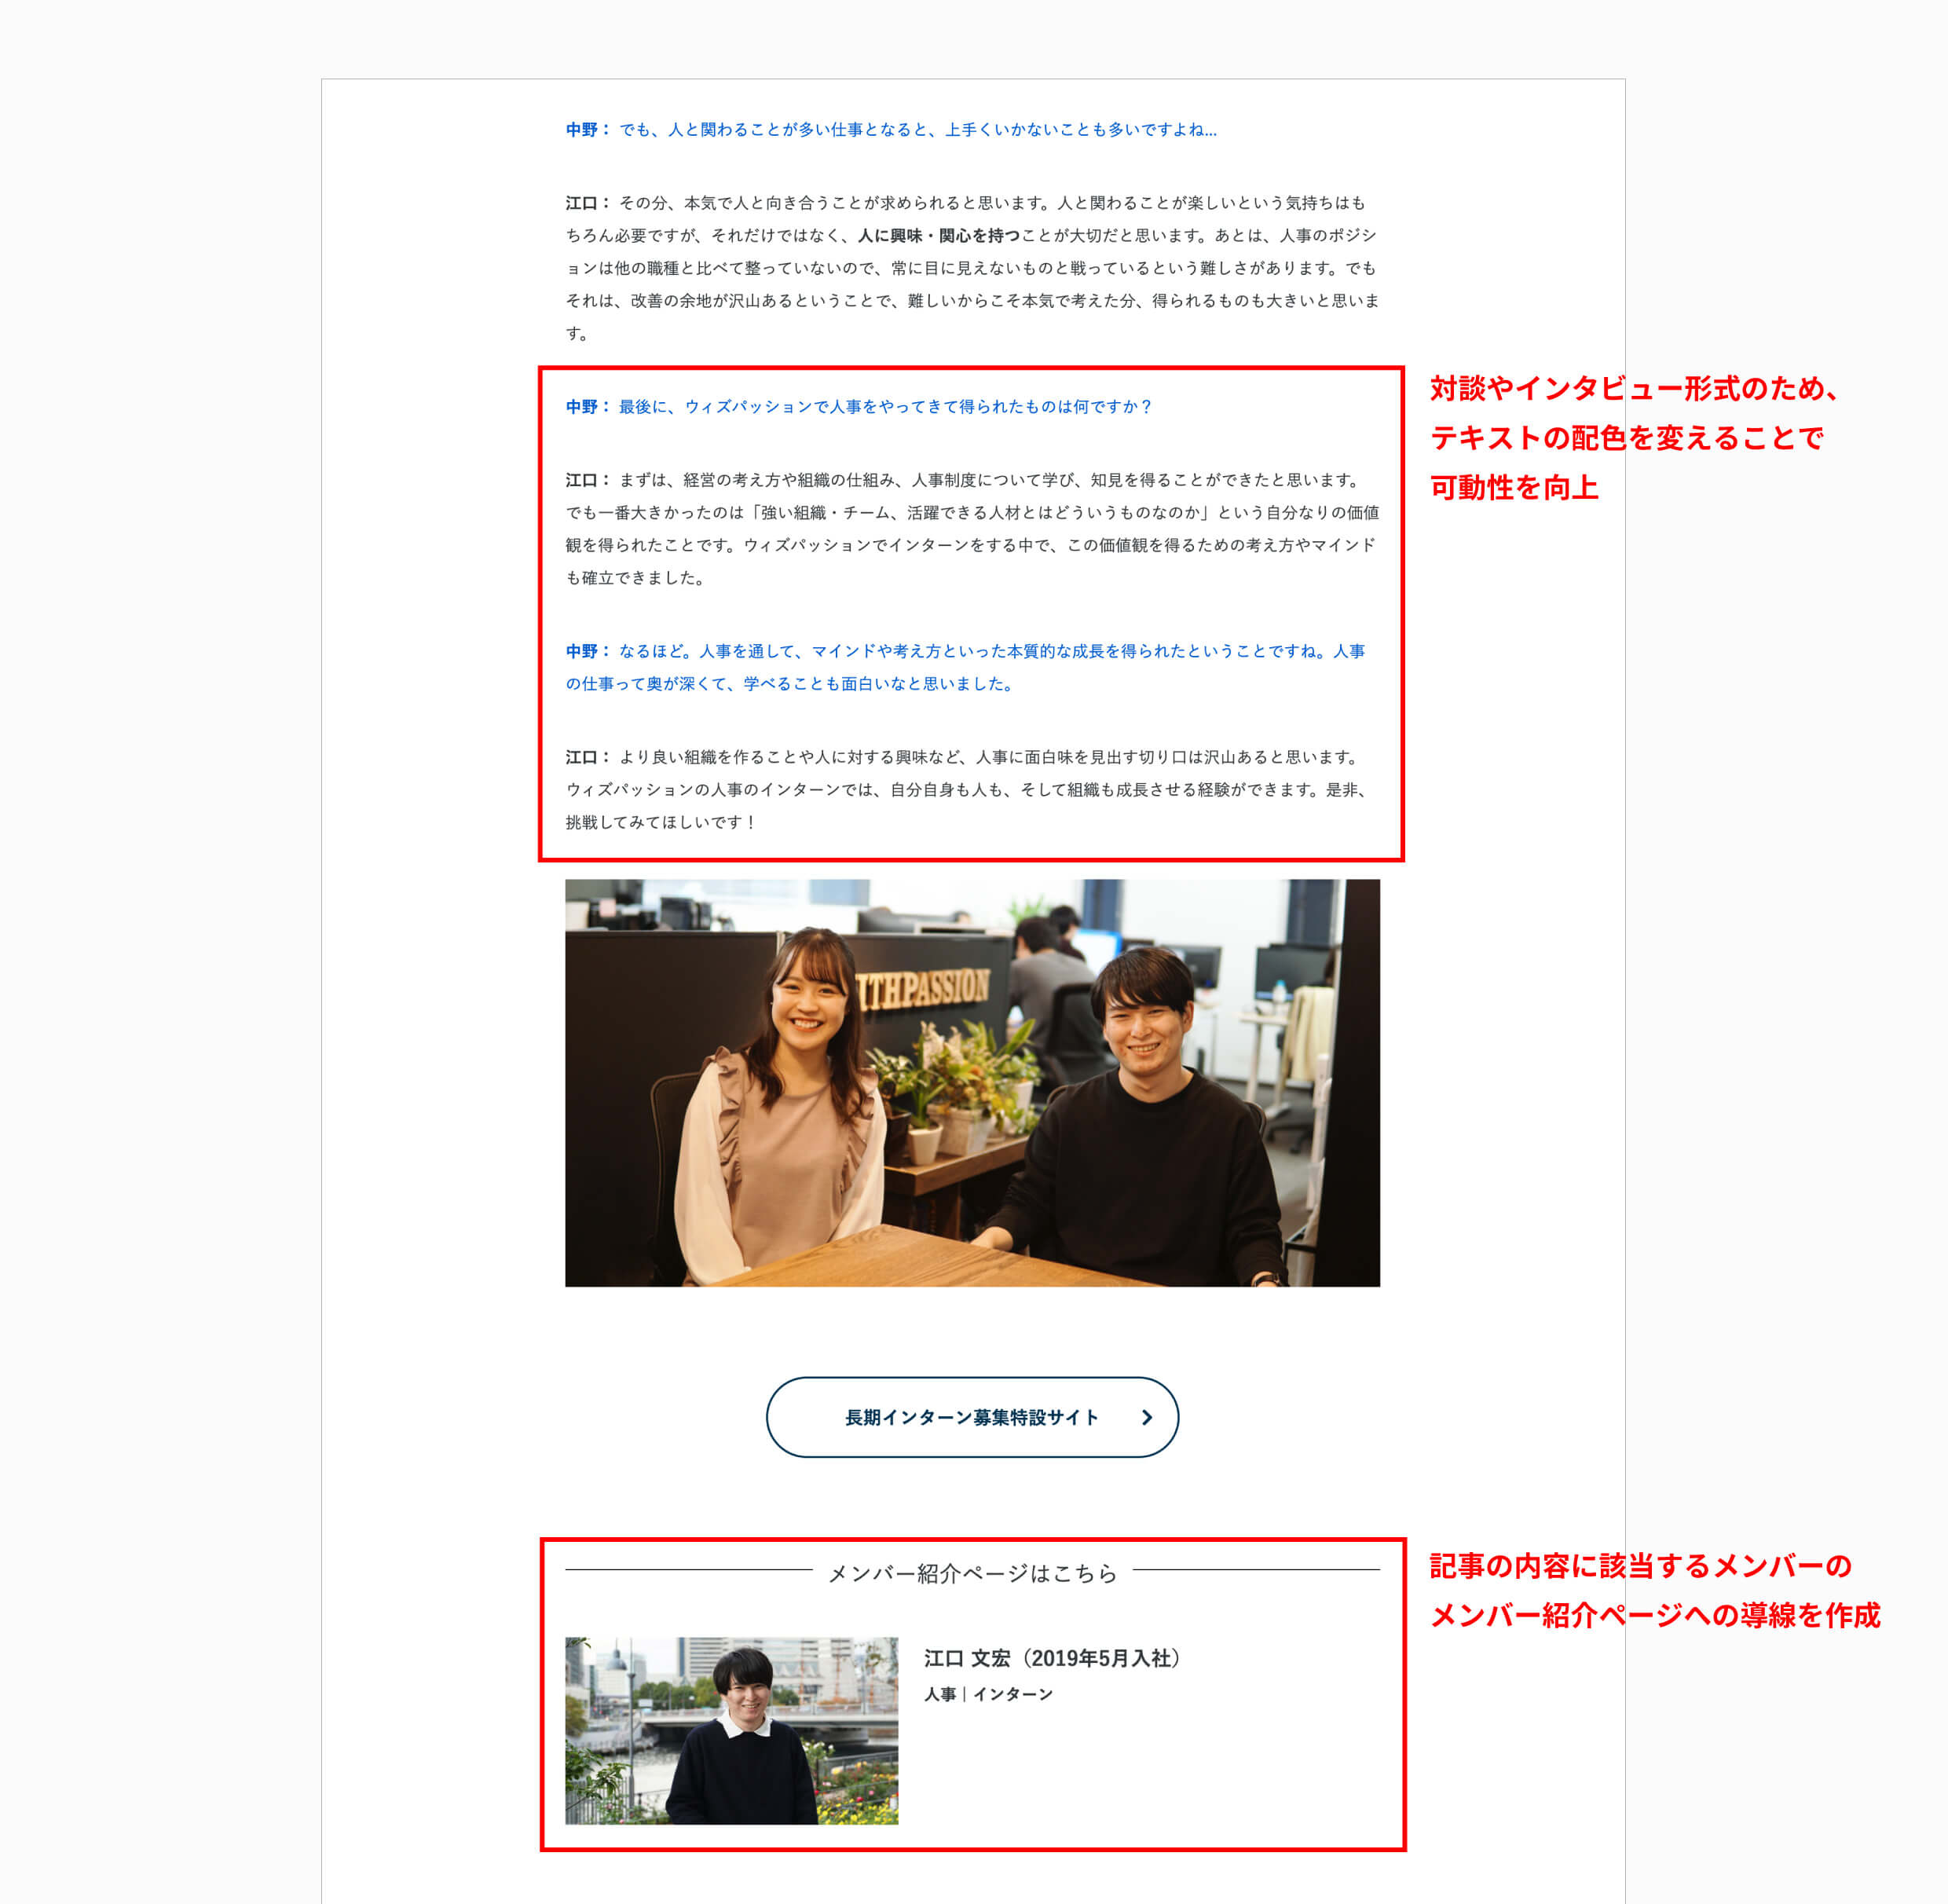 中野： でも、人と関わることが多い仕事となると、上手くいかないことも多いですよね...
江口： その分、本気で人と向き合うことが求められると思います。人と関わることが楽しいという気持ちはも
ちろん必要ですが、それだけではなく、人に興味・関心を持つことが大切だと思います。あとは、人事のポジシ
ョンは他の職種と比べて整っていないので、常に目に見えないものと戦っているという難しさがあります。でも
それは、改善の余地が沢山あるということで、難しいからこそ本気で考えた分、得られるものも大きいと思いま
す。
対談やインタビュー形式のため、
テキストの配色を変えることで
可動性を向上
中野： 最後に、ウィズパッションで人事をやってきて得られたものは何ですか？
江口： まずは、経営の考え方や組織の仕組み、人事制度について学び、知見を得ることができたと思います。
でも一番大きかったのは「強い組織・チーム、活躍できる人材とはどういうものなのか」という自分なりの価値
観を得られたことです。ウィズパッションでインターンをする中で、この価値観を得るための考え方やマインド
も確立できました。
中野： なるほど。人事を通して、マインドや考え方といった本質的な成長を得られたということですね。人事
の仕事って奥が深くて、学べることも面白いなと思いました。
江口： より良い組織を作ることや人に対する興味など、人事に面白味を見出す切り口は沢山あると思います。
ウィズパッションの人事のインターンでは、自分自身も人も、そして組織も成長させる経験ができます。是非、
挑戦してみてほしいです！
ITHPASSION
長期インターン募集特設サイト
メンバー紹介ページはこちら
記事の内容に該当するメンバーの
メンバー紹介ページへの導線を作成
江口 文宏（2019年5月入社）
人事｜インターン